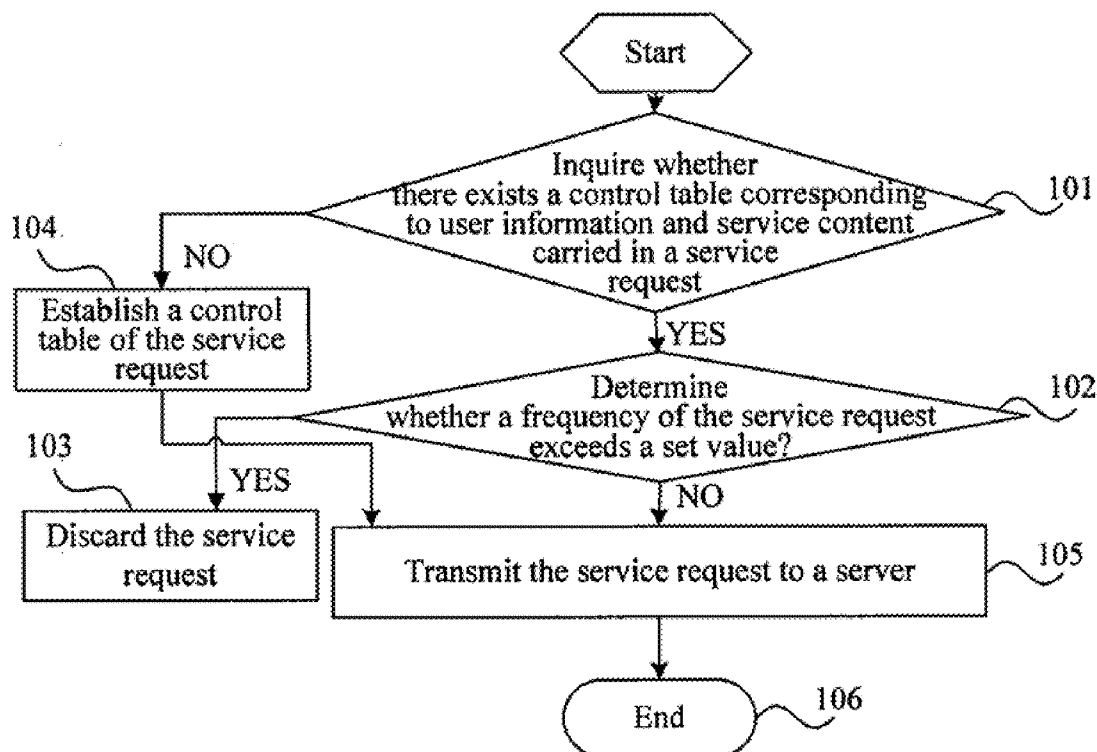 Start
Inquire whether
there exists a control table corresponding
to user information and service content
carried in a service
request
101
104
NO
Establish a control
table of the service
request
YES
Determine
whether a frequency of the service request
exceeds a set value?
102
103
YES
NO
Discard the service
request
Transmit the service request to a server
105
End
106